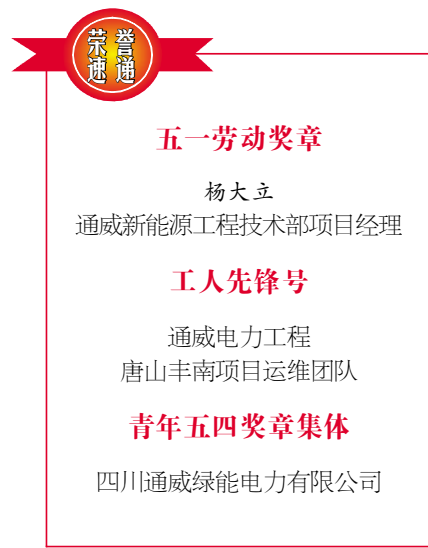 荣誉
速递
五一劳动奖章
杨大立
通威新能源工程技术部项目经理
工人先锋号
通威电力工程
唐山丰南项目运维团队
青年五四奖章集体
四川通威绿能电力有限公司